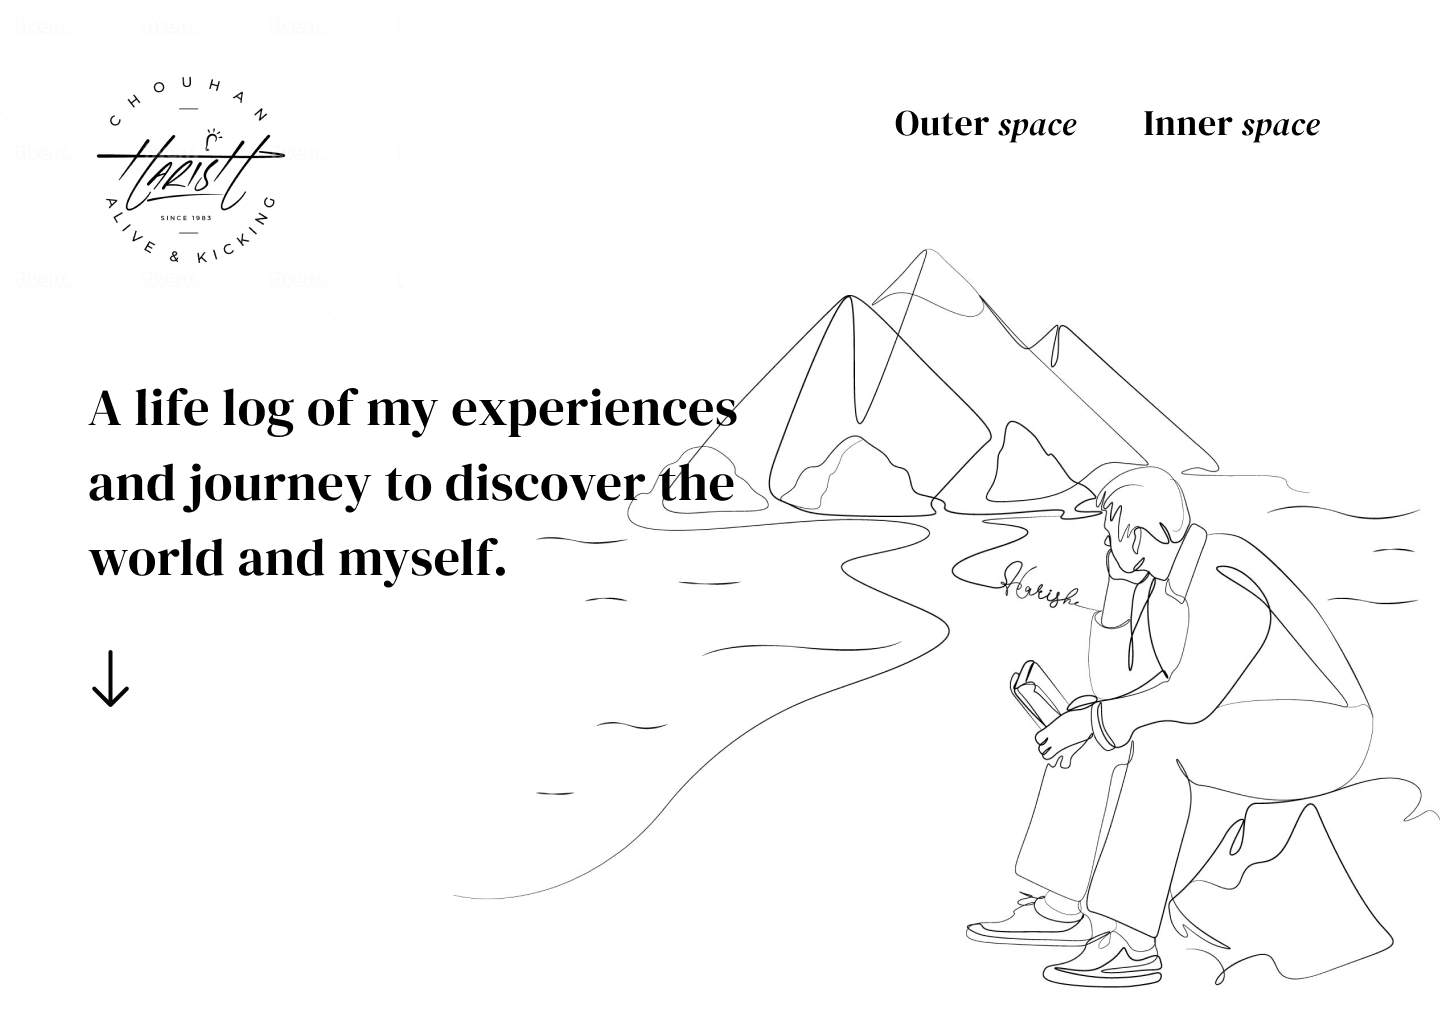 CHOUHAN
HARISH
SINCE 1983
ALIVE & KICKING
Outer space
Inner space
A life log of my experiences
and journey to discover the
world and myself.
Harish